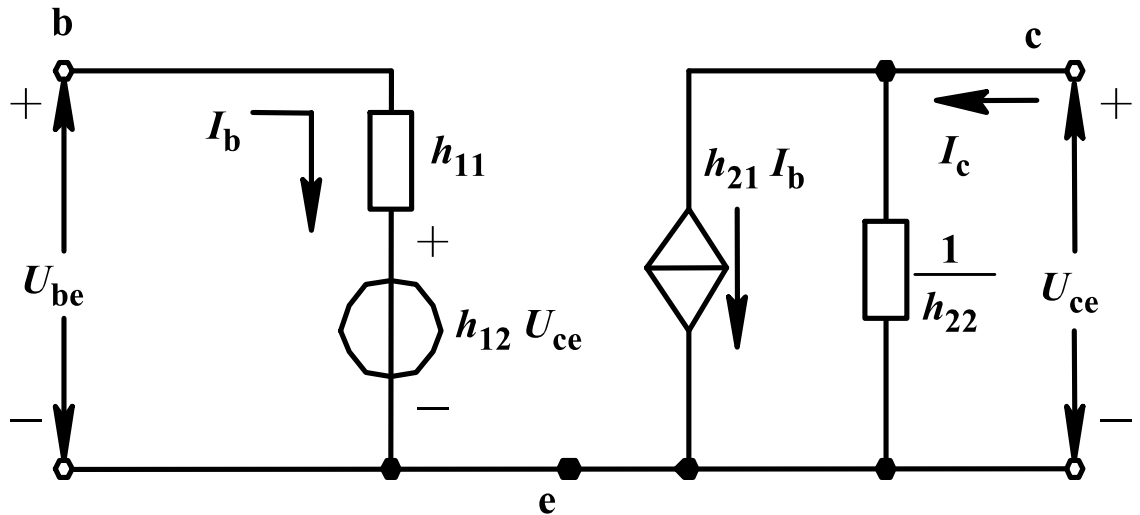 b
c
+
+
I_b
h_11
h_21 I_b
I_c
+
1/h_22
U_be
h_12 U_ce
U_ce
−
−
−
e